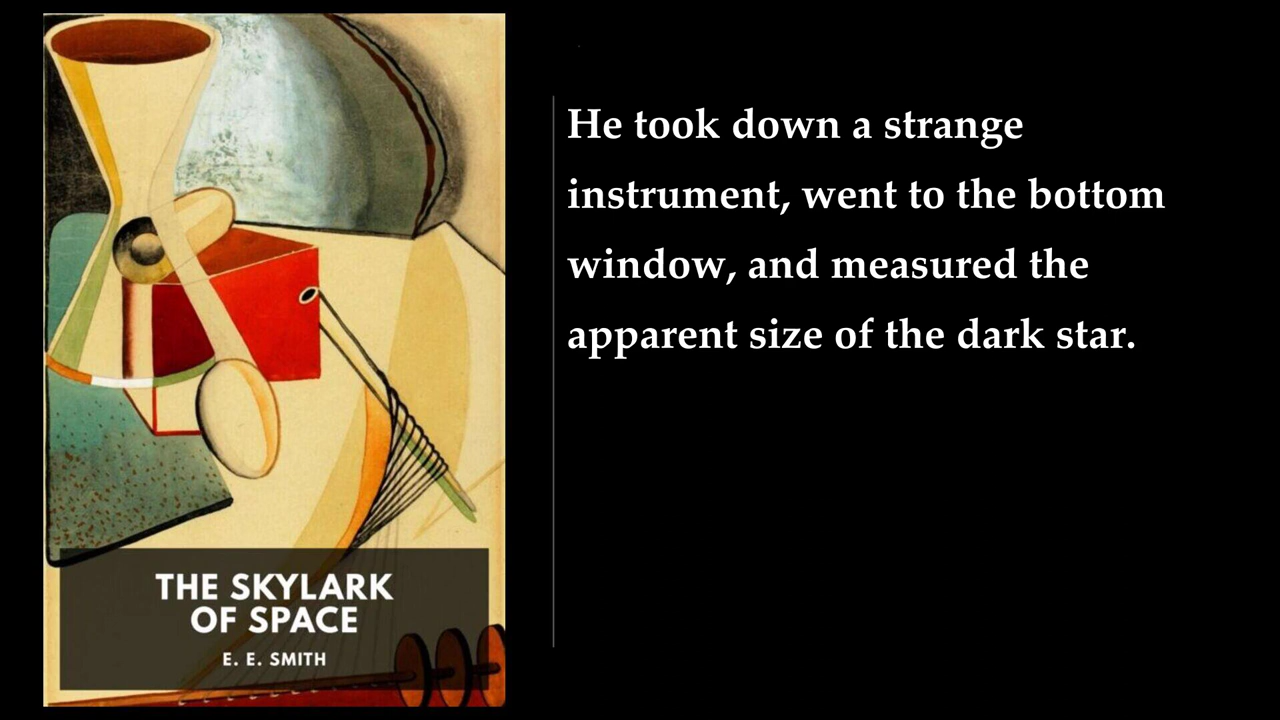 He took down a strange
instrument, went to the bottom
window, and measured the
apparent size of the dark star.
THE SKYLARK
OF SPACE
E. E. SMITH